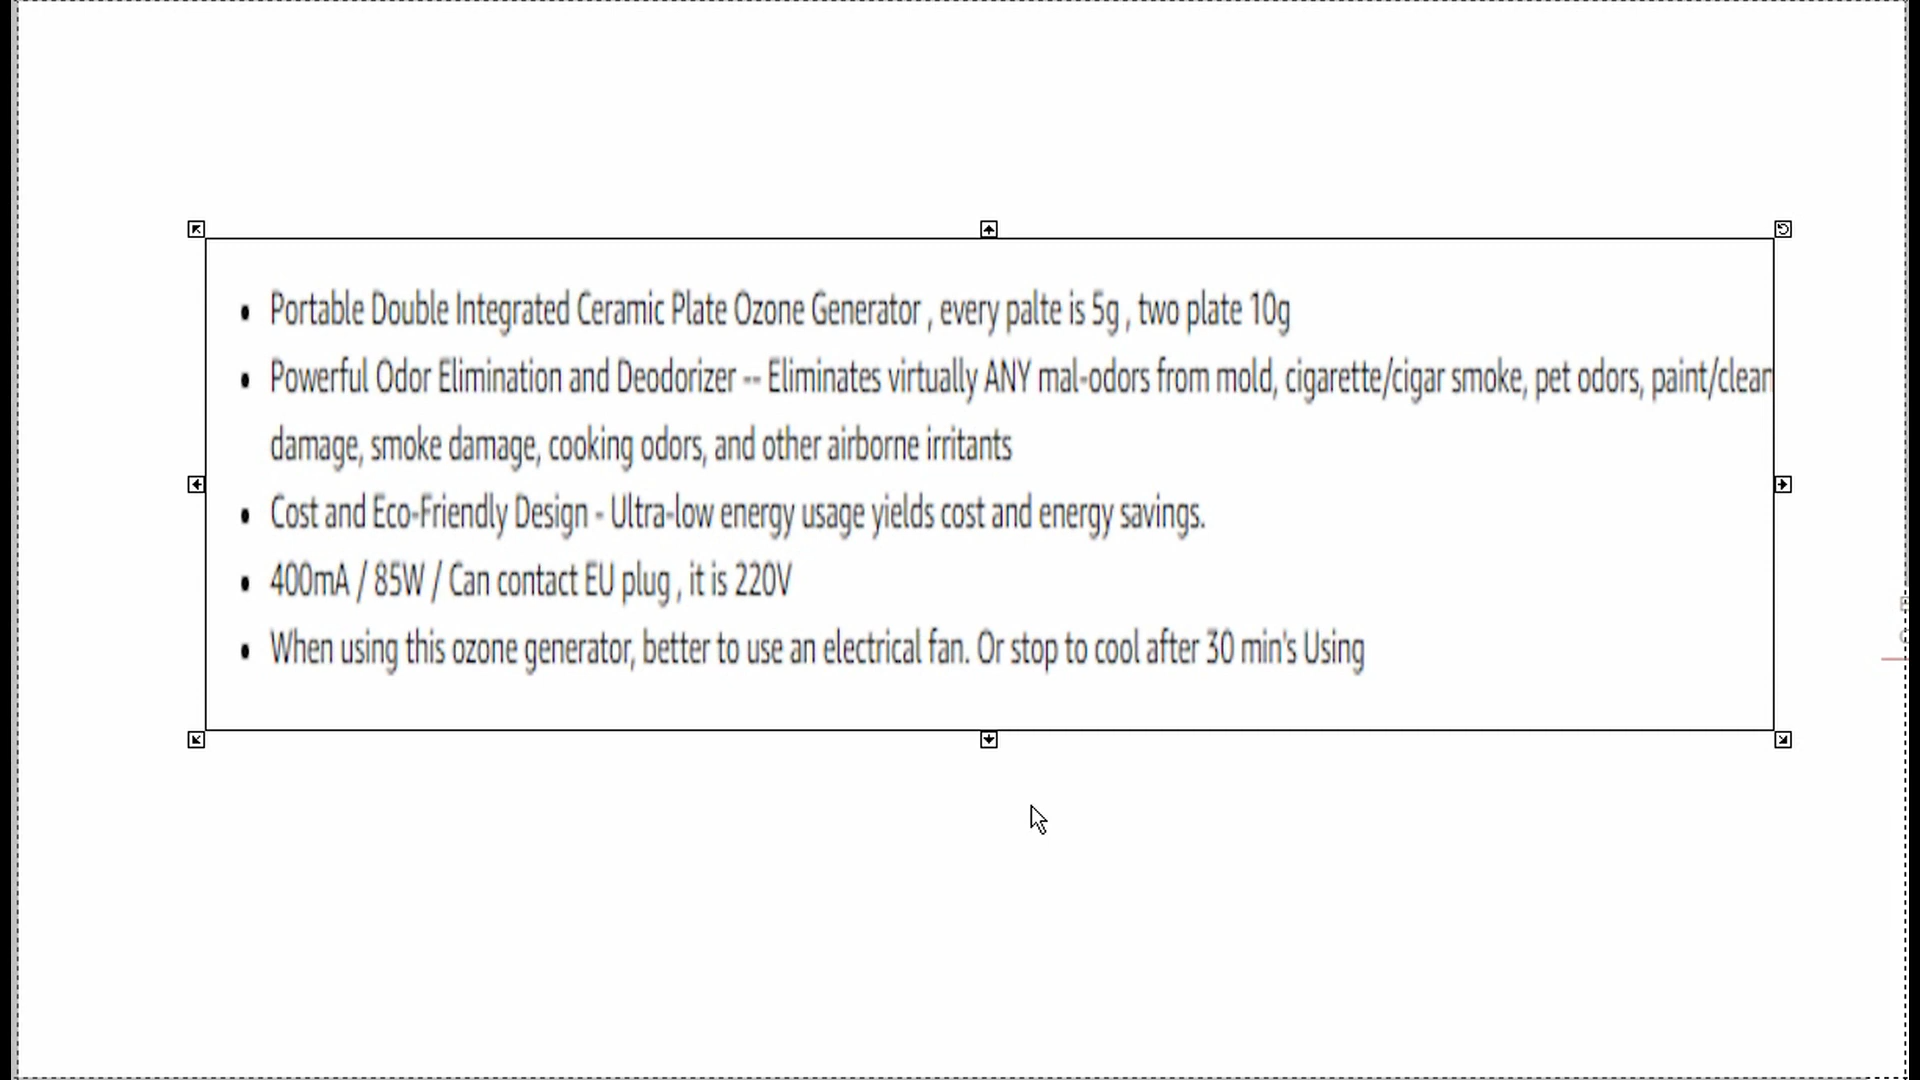 • Portable Double Integrated Ceramic Plate Ozone Generator , every palte is 5g , two plate 10g
• Powerful Odor Elimination and Deodorizer -- Eliminates virtually ANY mal-odors from mold, cigarette/cigar smoke, pet odors, paint/clean
damage, smoke damage, cooking odors, and other airborne irritants
• Cost and Eco-Friendly Design - Ultra-low energy usage yields cost and energy savings.
• 400mA / 85W / Can contact EU plug , it is 220V
• When using this ozone generator, better to use an electrical fan. Or stop to cool after 30 min's Using